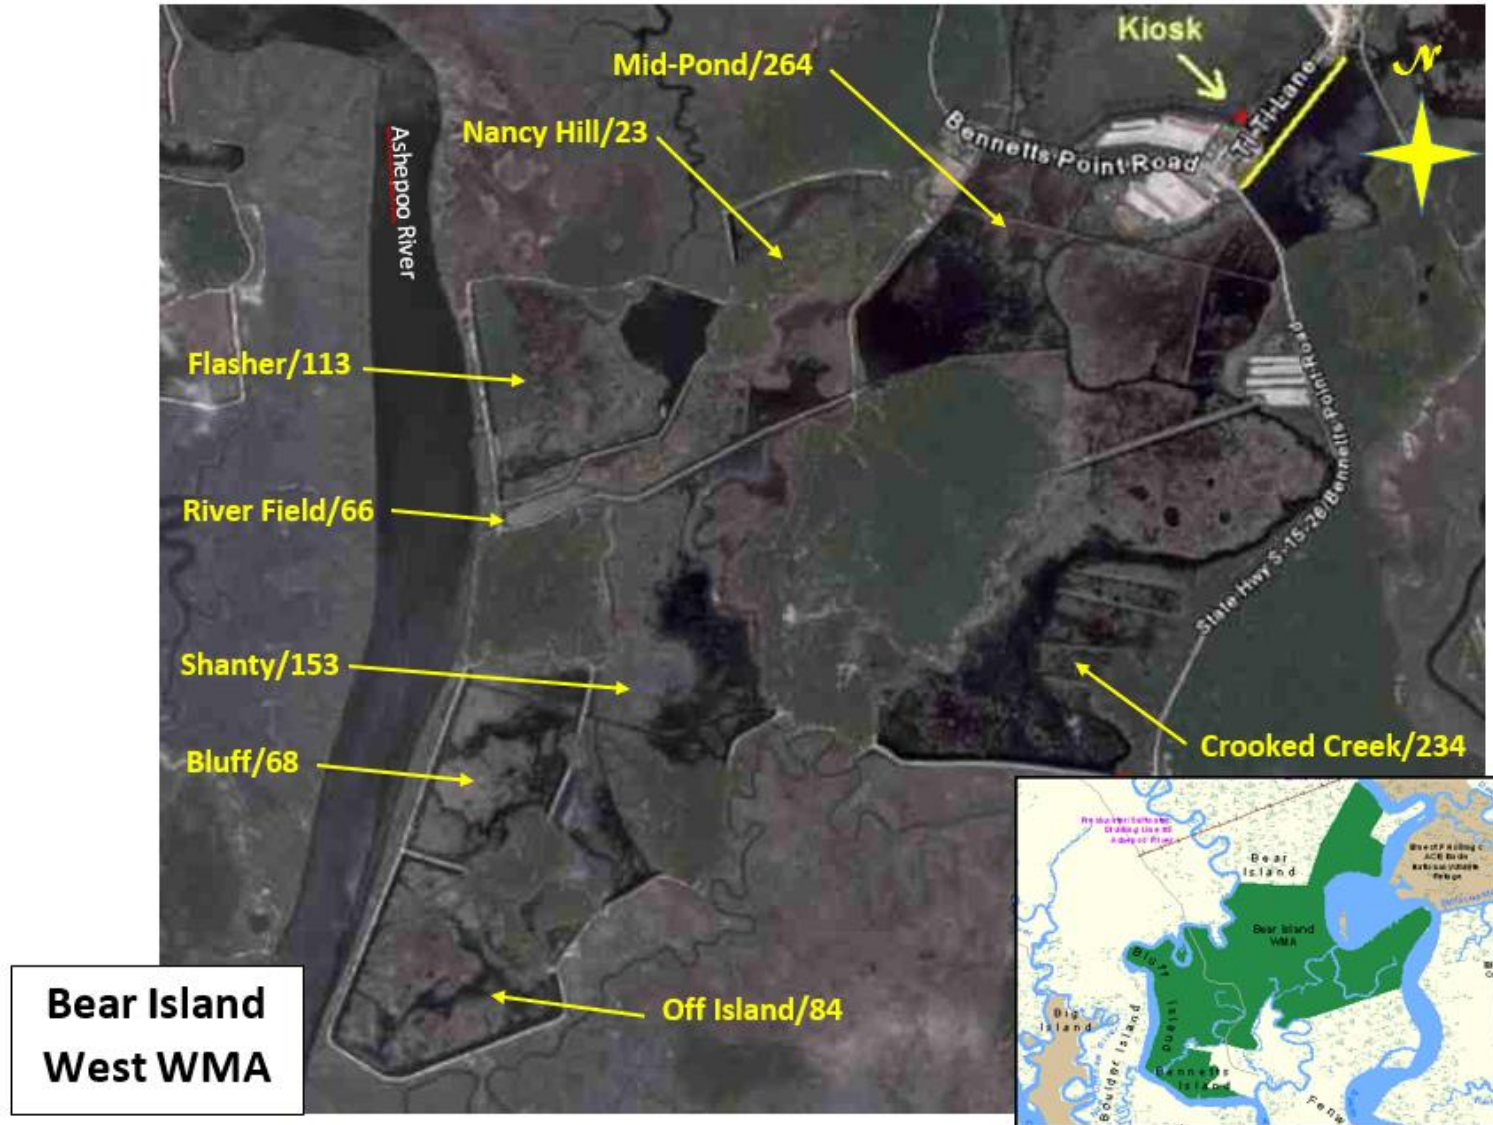 Kiosk
Mid-Pond/264
Nancy Hill/23
N
Ti Ti Lane
Bennetts Point Road
Ashepoo River
Flasher/113
River Field/66
State Hwy S-15-26/Bennetts Point Road
Shanty/153
Bluff/68
Crooked Creek/234
Off Island/84
Bear Island
West WMA
Bear
Island
Bear Island
WMA
Bluff
Island
Big
Island
Boulder Island
Bennetts
Island
Fenw